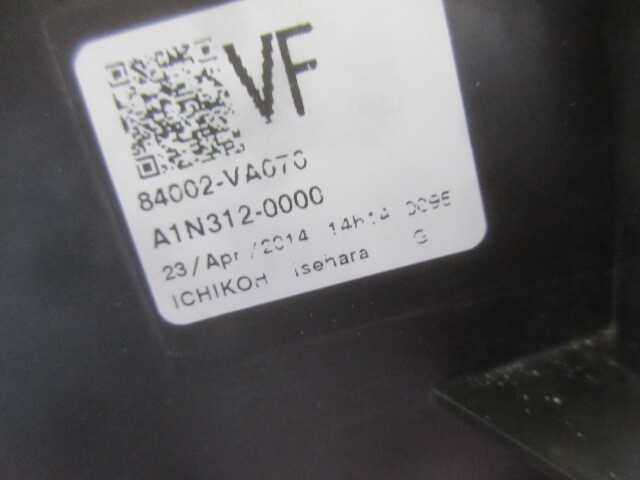 VF
84002-VA070
A1N312-0000
23/Apr/2014 14h14 0095
ICHIKOH Isehara G